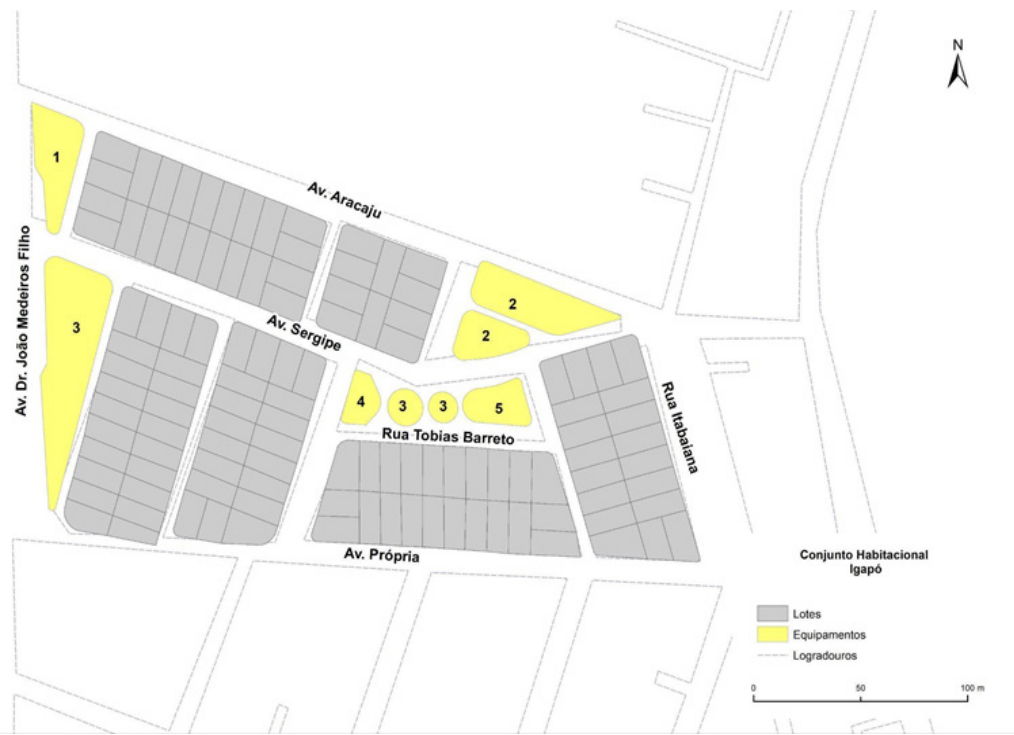 N
1
Av. Aracaju
Av. Dr. João Medeiros Filho
3
2
2
Av. Sergipe
4
3
3
5
Rua Tobias Barreto
Rua Itabaiana
Av. Própria
Conjunto Habitacional
Igapó
Lotes
Equipamentos
Logradouros
0
50
100 m